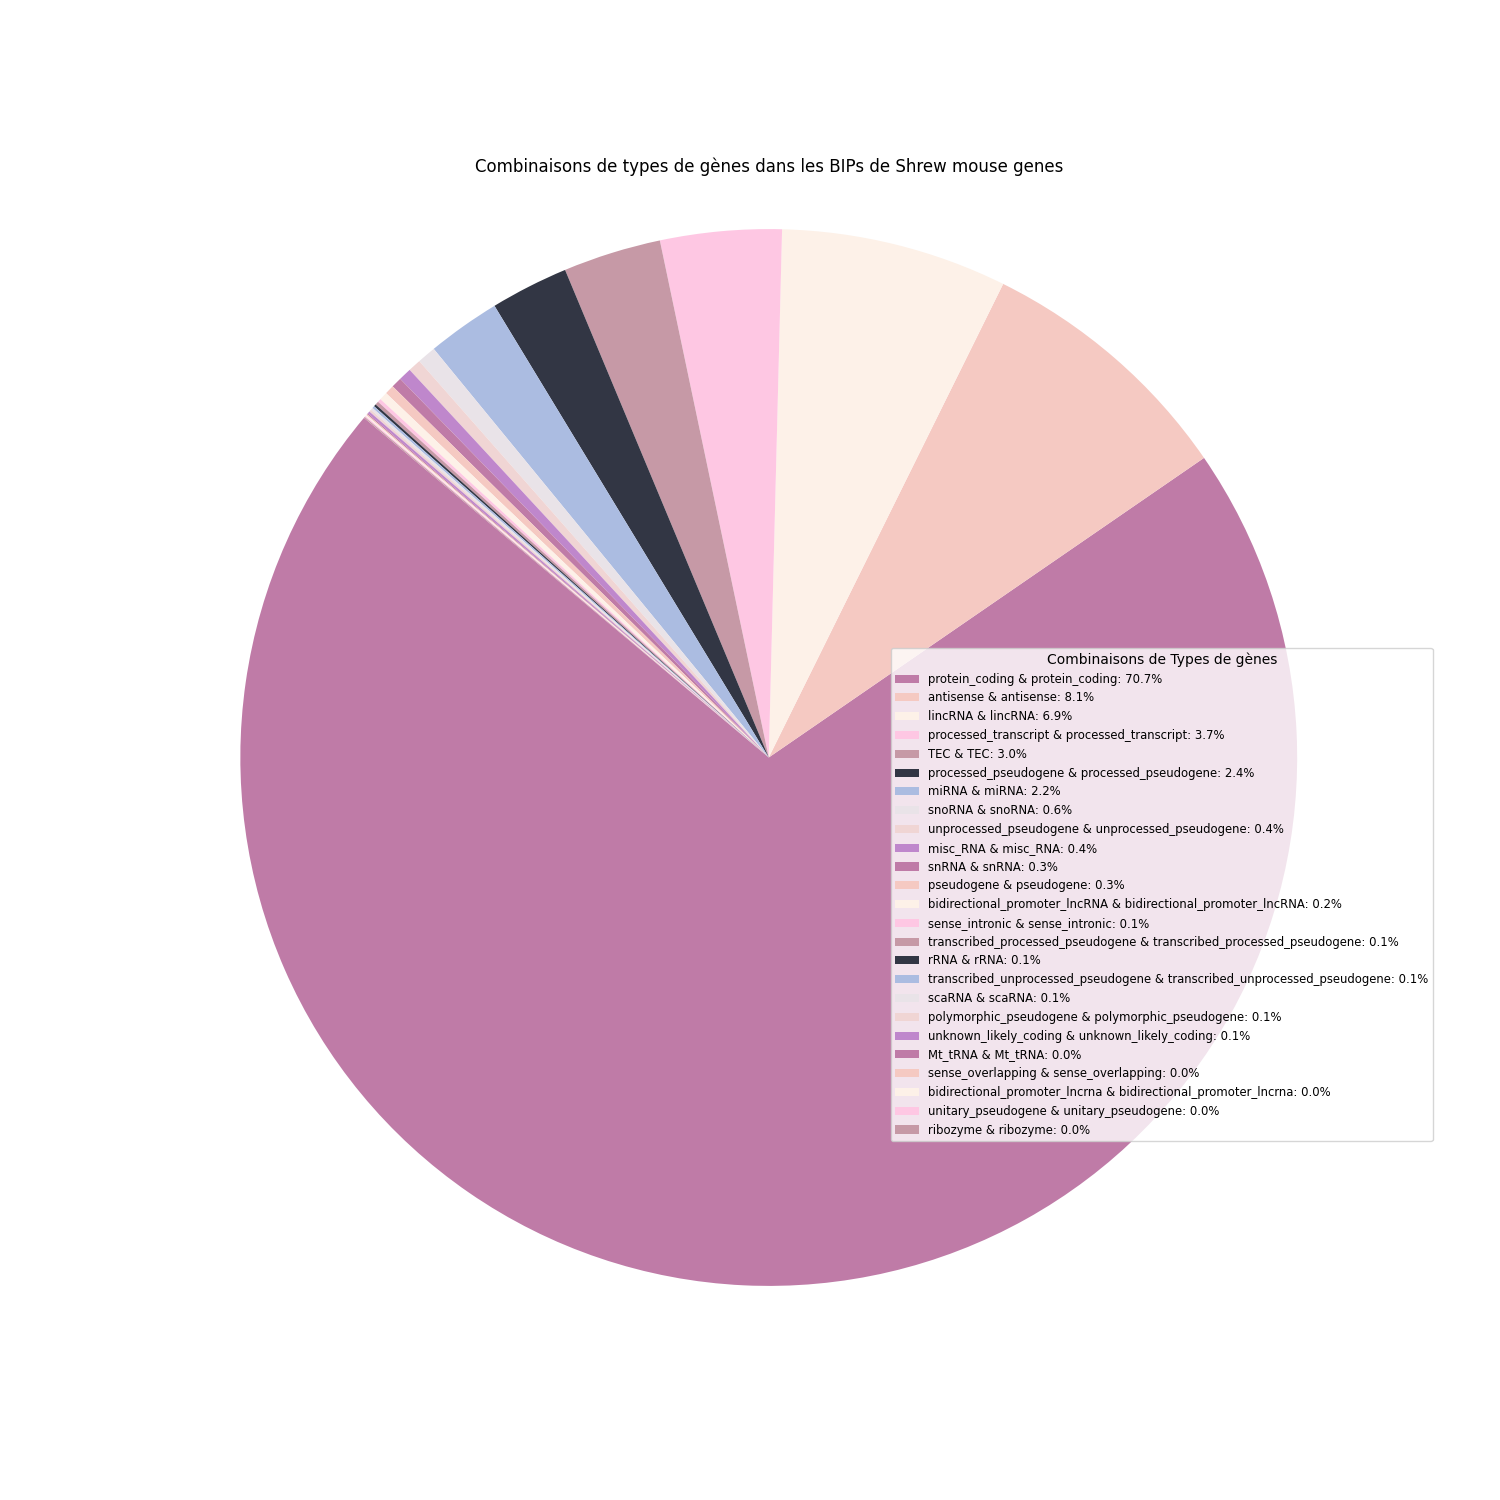 Combinaisons de types de gènes dans les BIPs de Shrew mouse genes
Combinaisons de Types de gènes
protein_coding & protein_coding: 70.7%
antisense & antisense: 8.1%
lincRNA & lincRNA: 6.9%
processed_transcript & processed_transcript: 3.7%
TEC & TEC: 3.0%
processed_pseudogene & processed_pseudogene: 2.4%
miRNA & miRNA: 2.2%
snoRNA & snoRNA: 0.6%
unprocessed_pseudogene & unprocessed_pseudogene: 0.4%
misc_RNA & misc_RNA: 0.4%
snRNA & snRNA: 0.3%
pseudogene & pseudogene: 0.3%
bidirectional_promoter_lncRNA & bidirectional_promoter_lncRNA: 0.2%
sense_intronic & sense_intronic: 0.1%
transcribed_processed_pseudogene & transcribed_processed_pseudogene: 0.1%
rRNA & rRNA: 0.1%
transcribed_unprocessed_pseudogene & transcribed_unprocessed_pseudogene: 0.1%
scaRNA & scaRNA: 0.1%
polymorphic_pseudogene & polymorphic_pseudogene: 0.1%
unknown_likely_coding & unknown_likely_coding: 0.1%
Mt_tRNA & Mt_tRNA: 0.0%
sense_overlapping & sense_overlapping: 0.0%
bidirectional_promoter_lncrna & bidirectional_promoter_lncrna: 0.0%
unitary_pseudogene & unitary_pseudogene: 0.0%
ribozyme & ribozyme: 0.0%